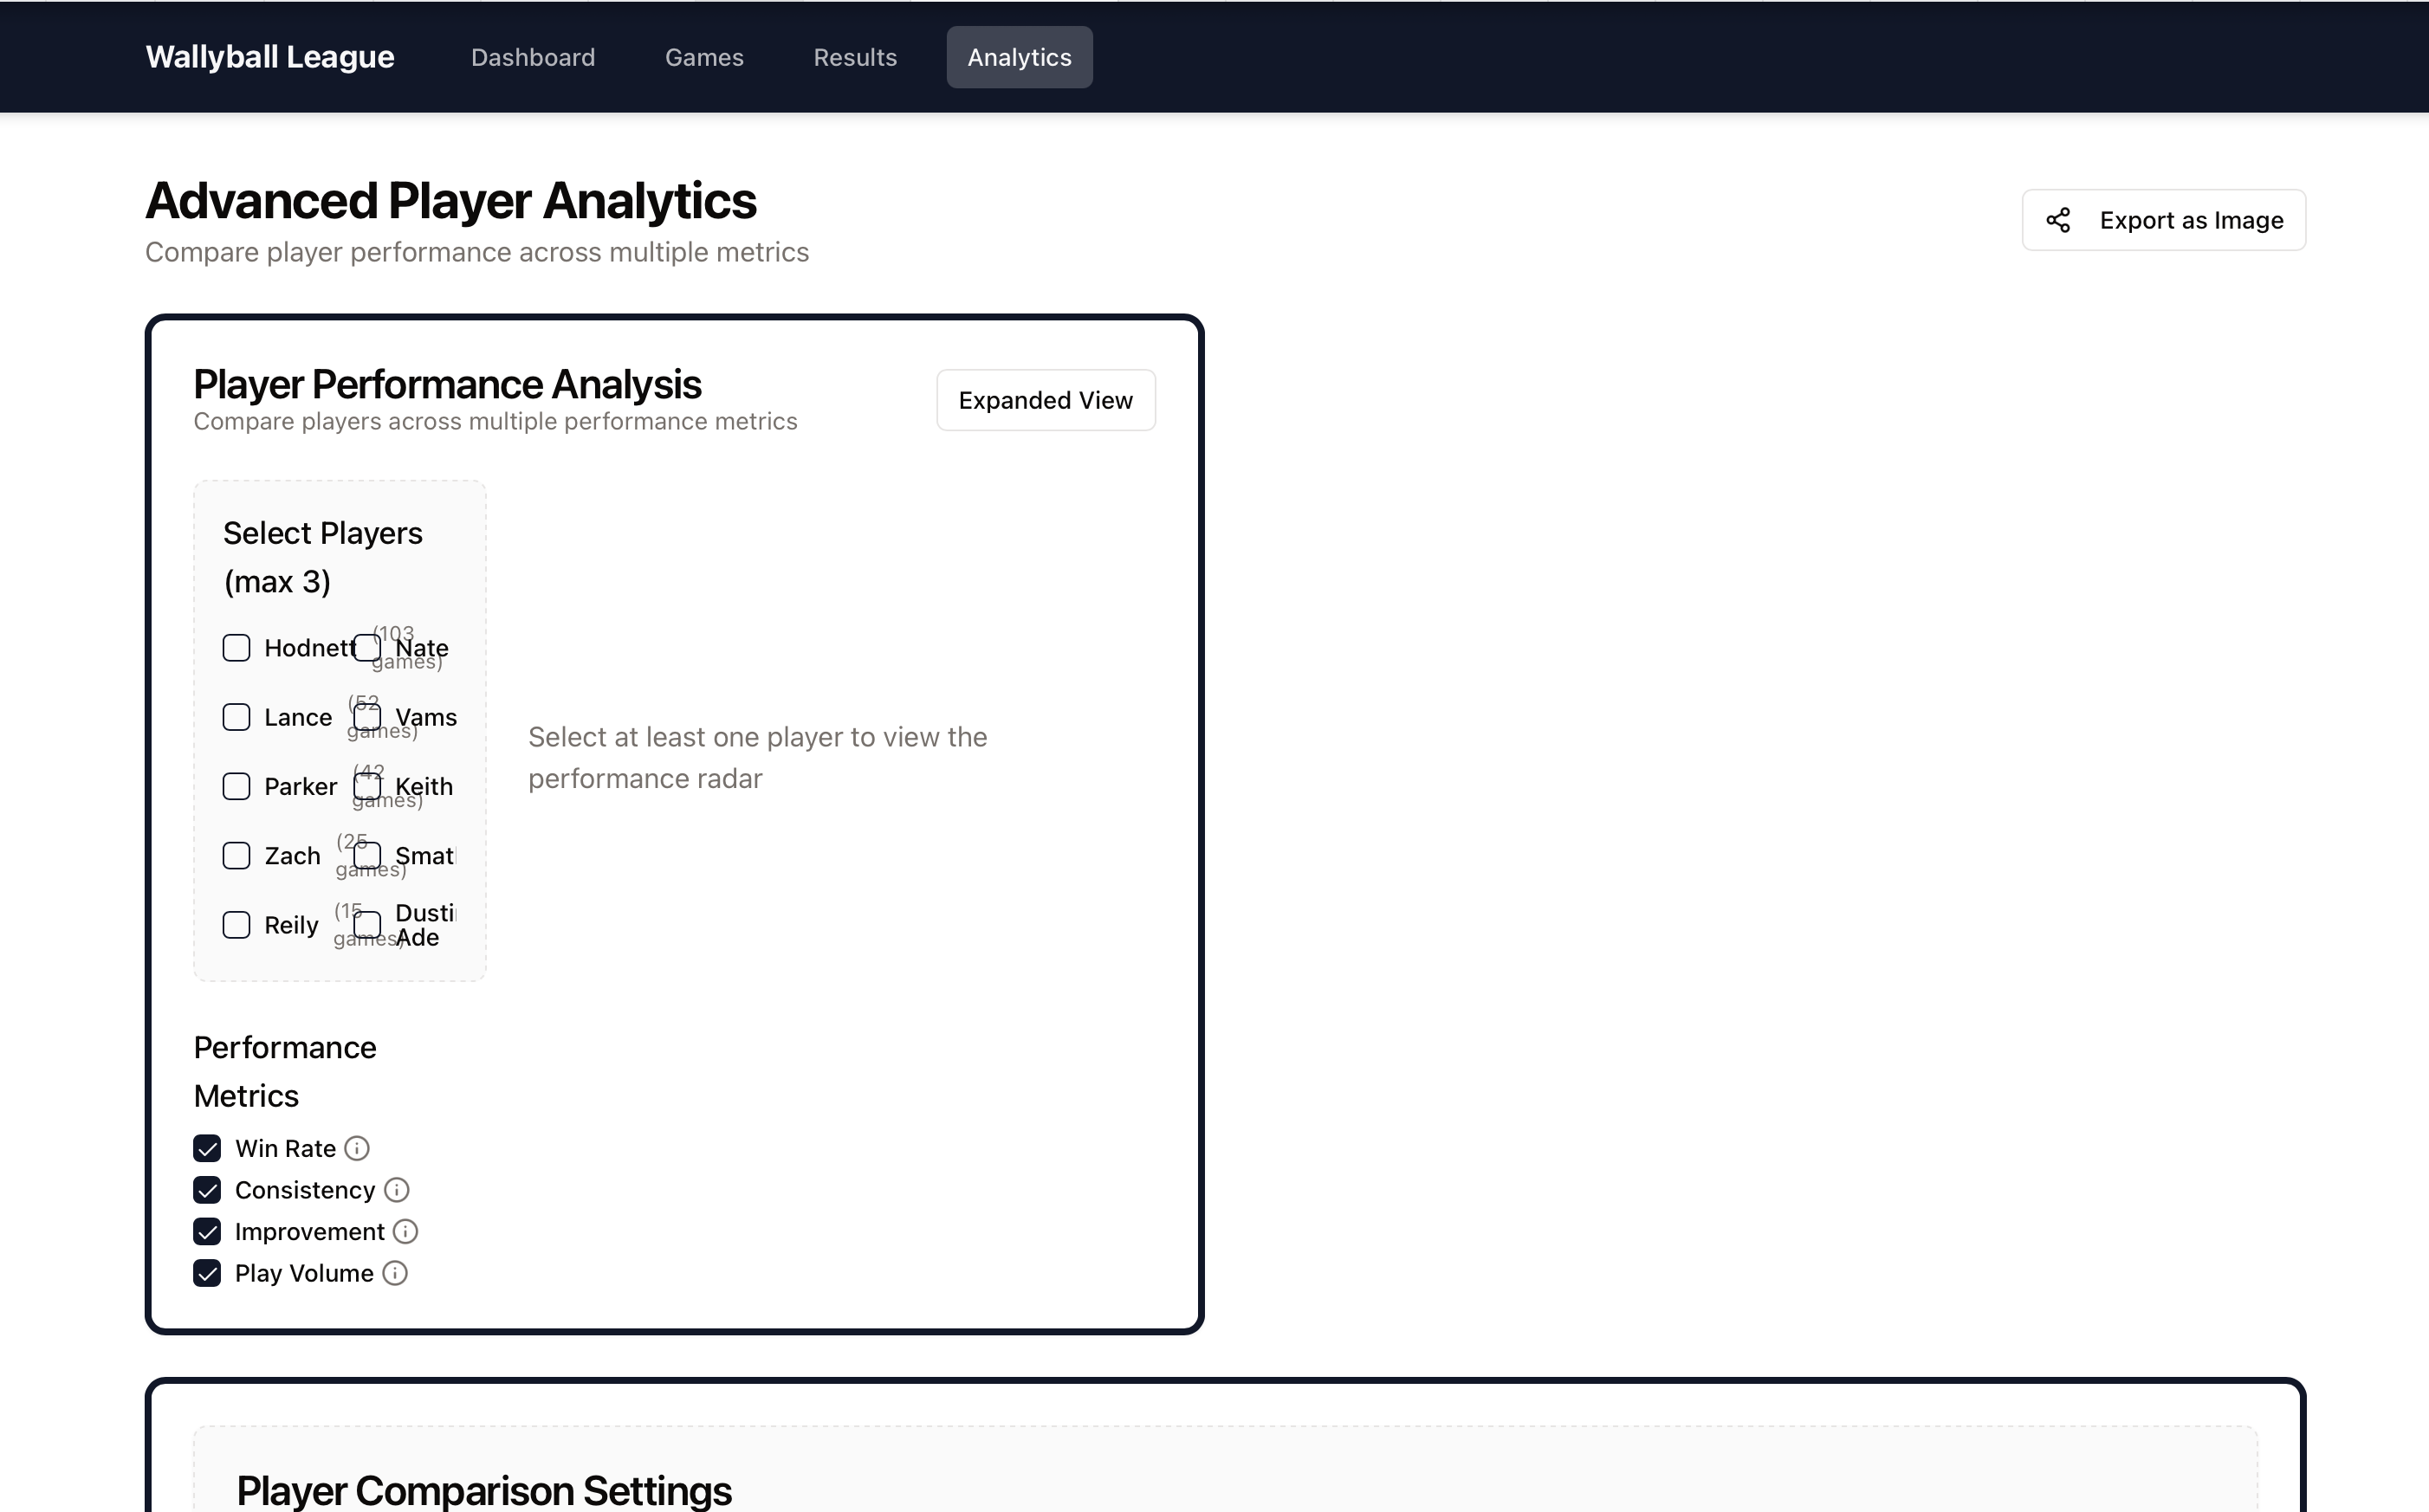 Wallyball League
Dashboard
Games
Results
Analytics
Advanced Player Analytics
Compare player performance across multiple metrics
Export as Image
Player Performance Analysis
Compare players across multiple performance metrics
Expanded View
Select Players
(max 3)
Hodnett (103 games)
Nate
Lance (52 games)
Vams
Parker (42 games)
Keith
Zach (25 games)
Smat
Reily (15 games)
Dusti
Ade
Select at least one player to view the
performance radar
Performance
Metrics
Win Rate
Consistency
Improvement
Play Volume
Player Comparison Settings